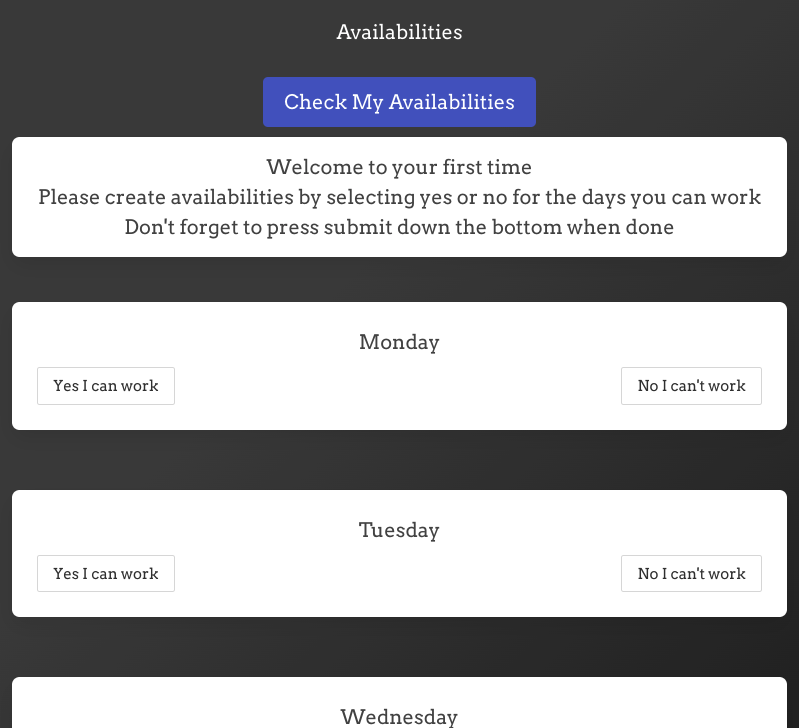 Availabilities
Check My Availabilities
Welcome to your first time
Please create availabilities by selecting yes or no for the days you can work
Don't forget to press submit down the bottom when done
Monday
Yes I can work
No I can't work
Tuesday
Yes I can work
No I can't work
Wednesday